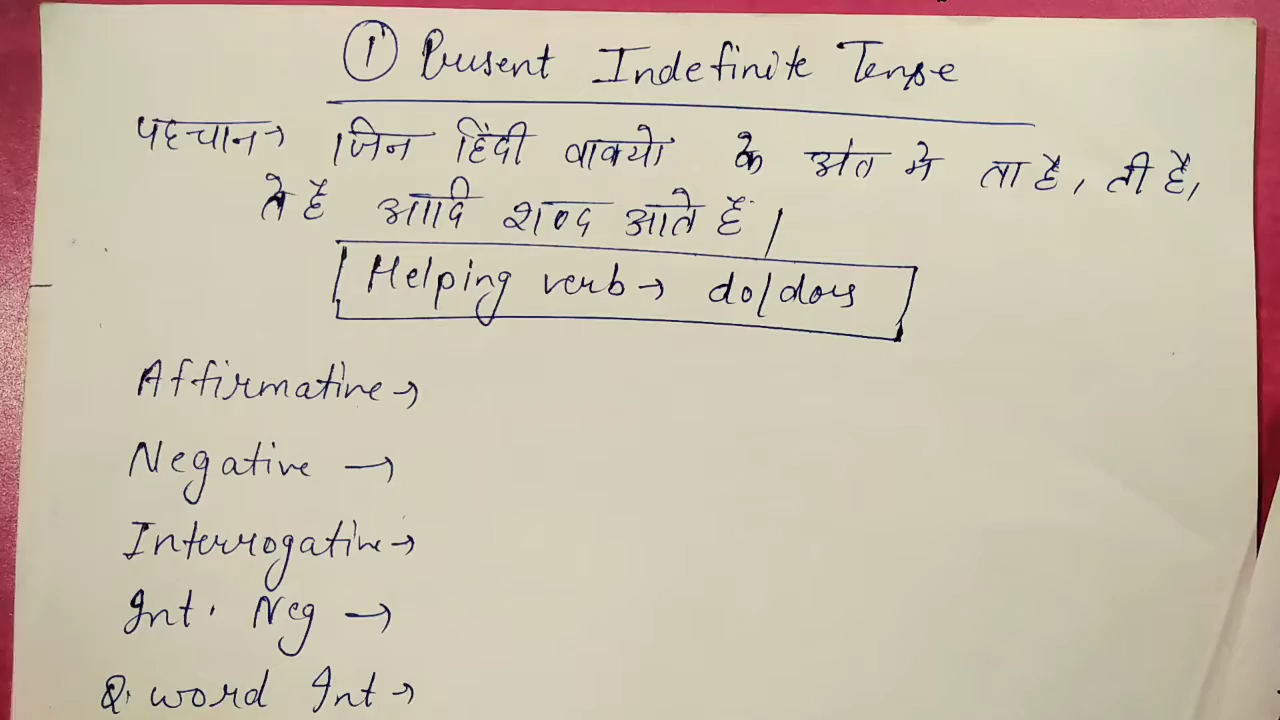 ① Present Indefinite Tense
पहचान→ जिन हिंदी वाक्यो के अंत मे ता है, ती है,
ते है आदि शब्द आते हैं।
Helping verb→ do/does
Affirmative→
Negative →
Interrogative→
Int. Neg →
Q. word Int→